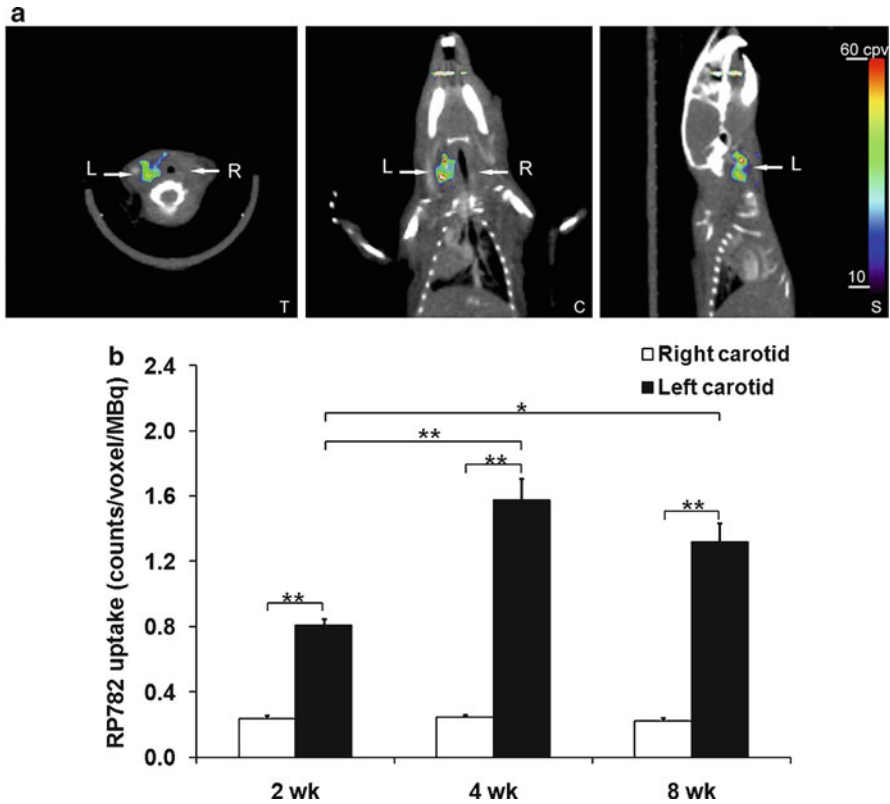 a
60 cpv
L
R
T
L
R
C
L
10
S
b
□ Right carotid
■ Left carotid
RP782 uptake (counts/voxel/MBq)
2.4
2.0
1.6
1.2
0.8
0.4
0.0
*
**
**
**
**
2 wk
4 wk
8 wk